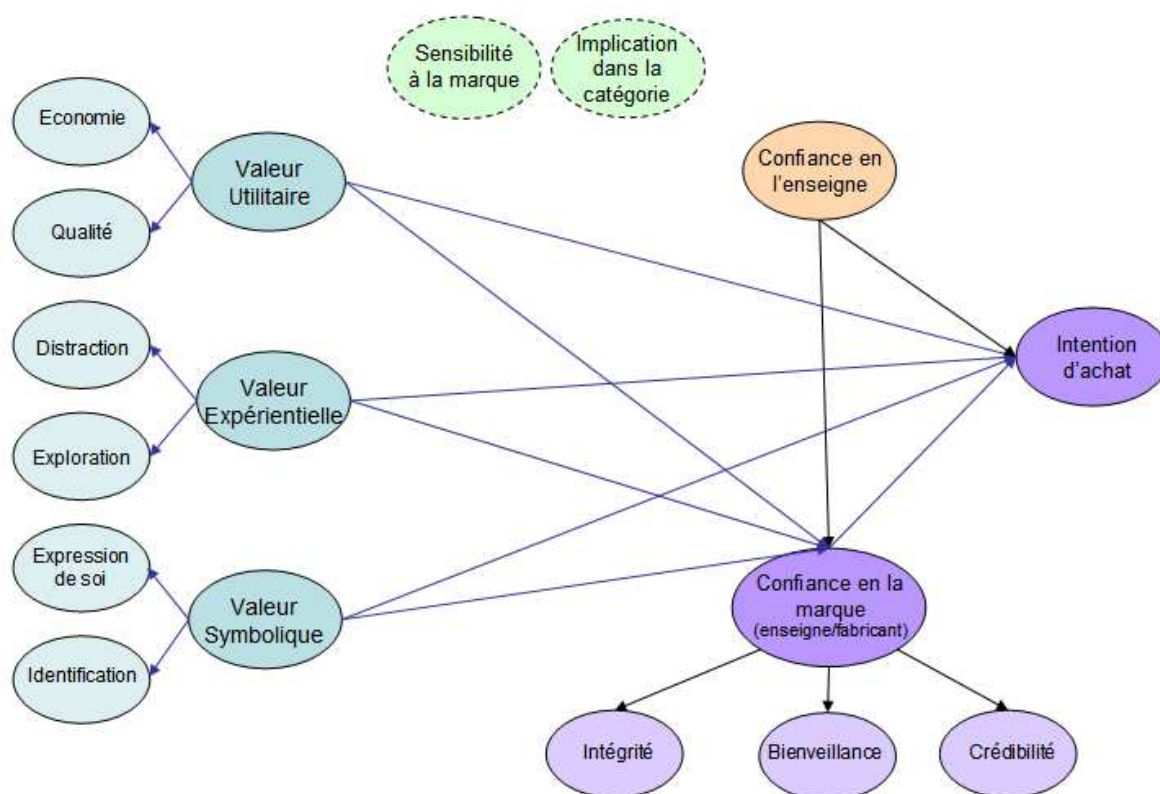 Sensibilité
à la marque
Implication
dans la
catégorie
Economie
Valeur
Utilitaire
Confiance en
l'enseigne
Qualité
Distraction
Valeur
Expérientielle
Intention
d'achat
Exploration
Expression
de soi
Valeur
Symbolique
Confiance en la
marque
(enseigne/fabricant)
Identification
Intégrité
Bienveillance
Crédibilité